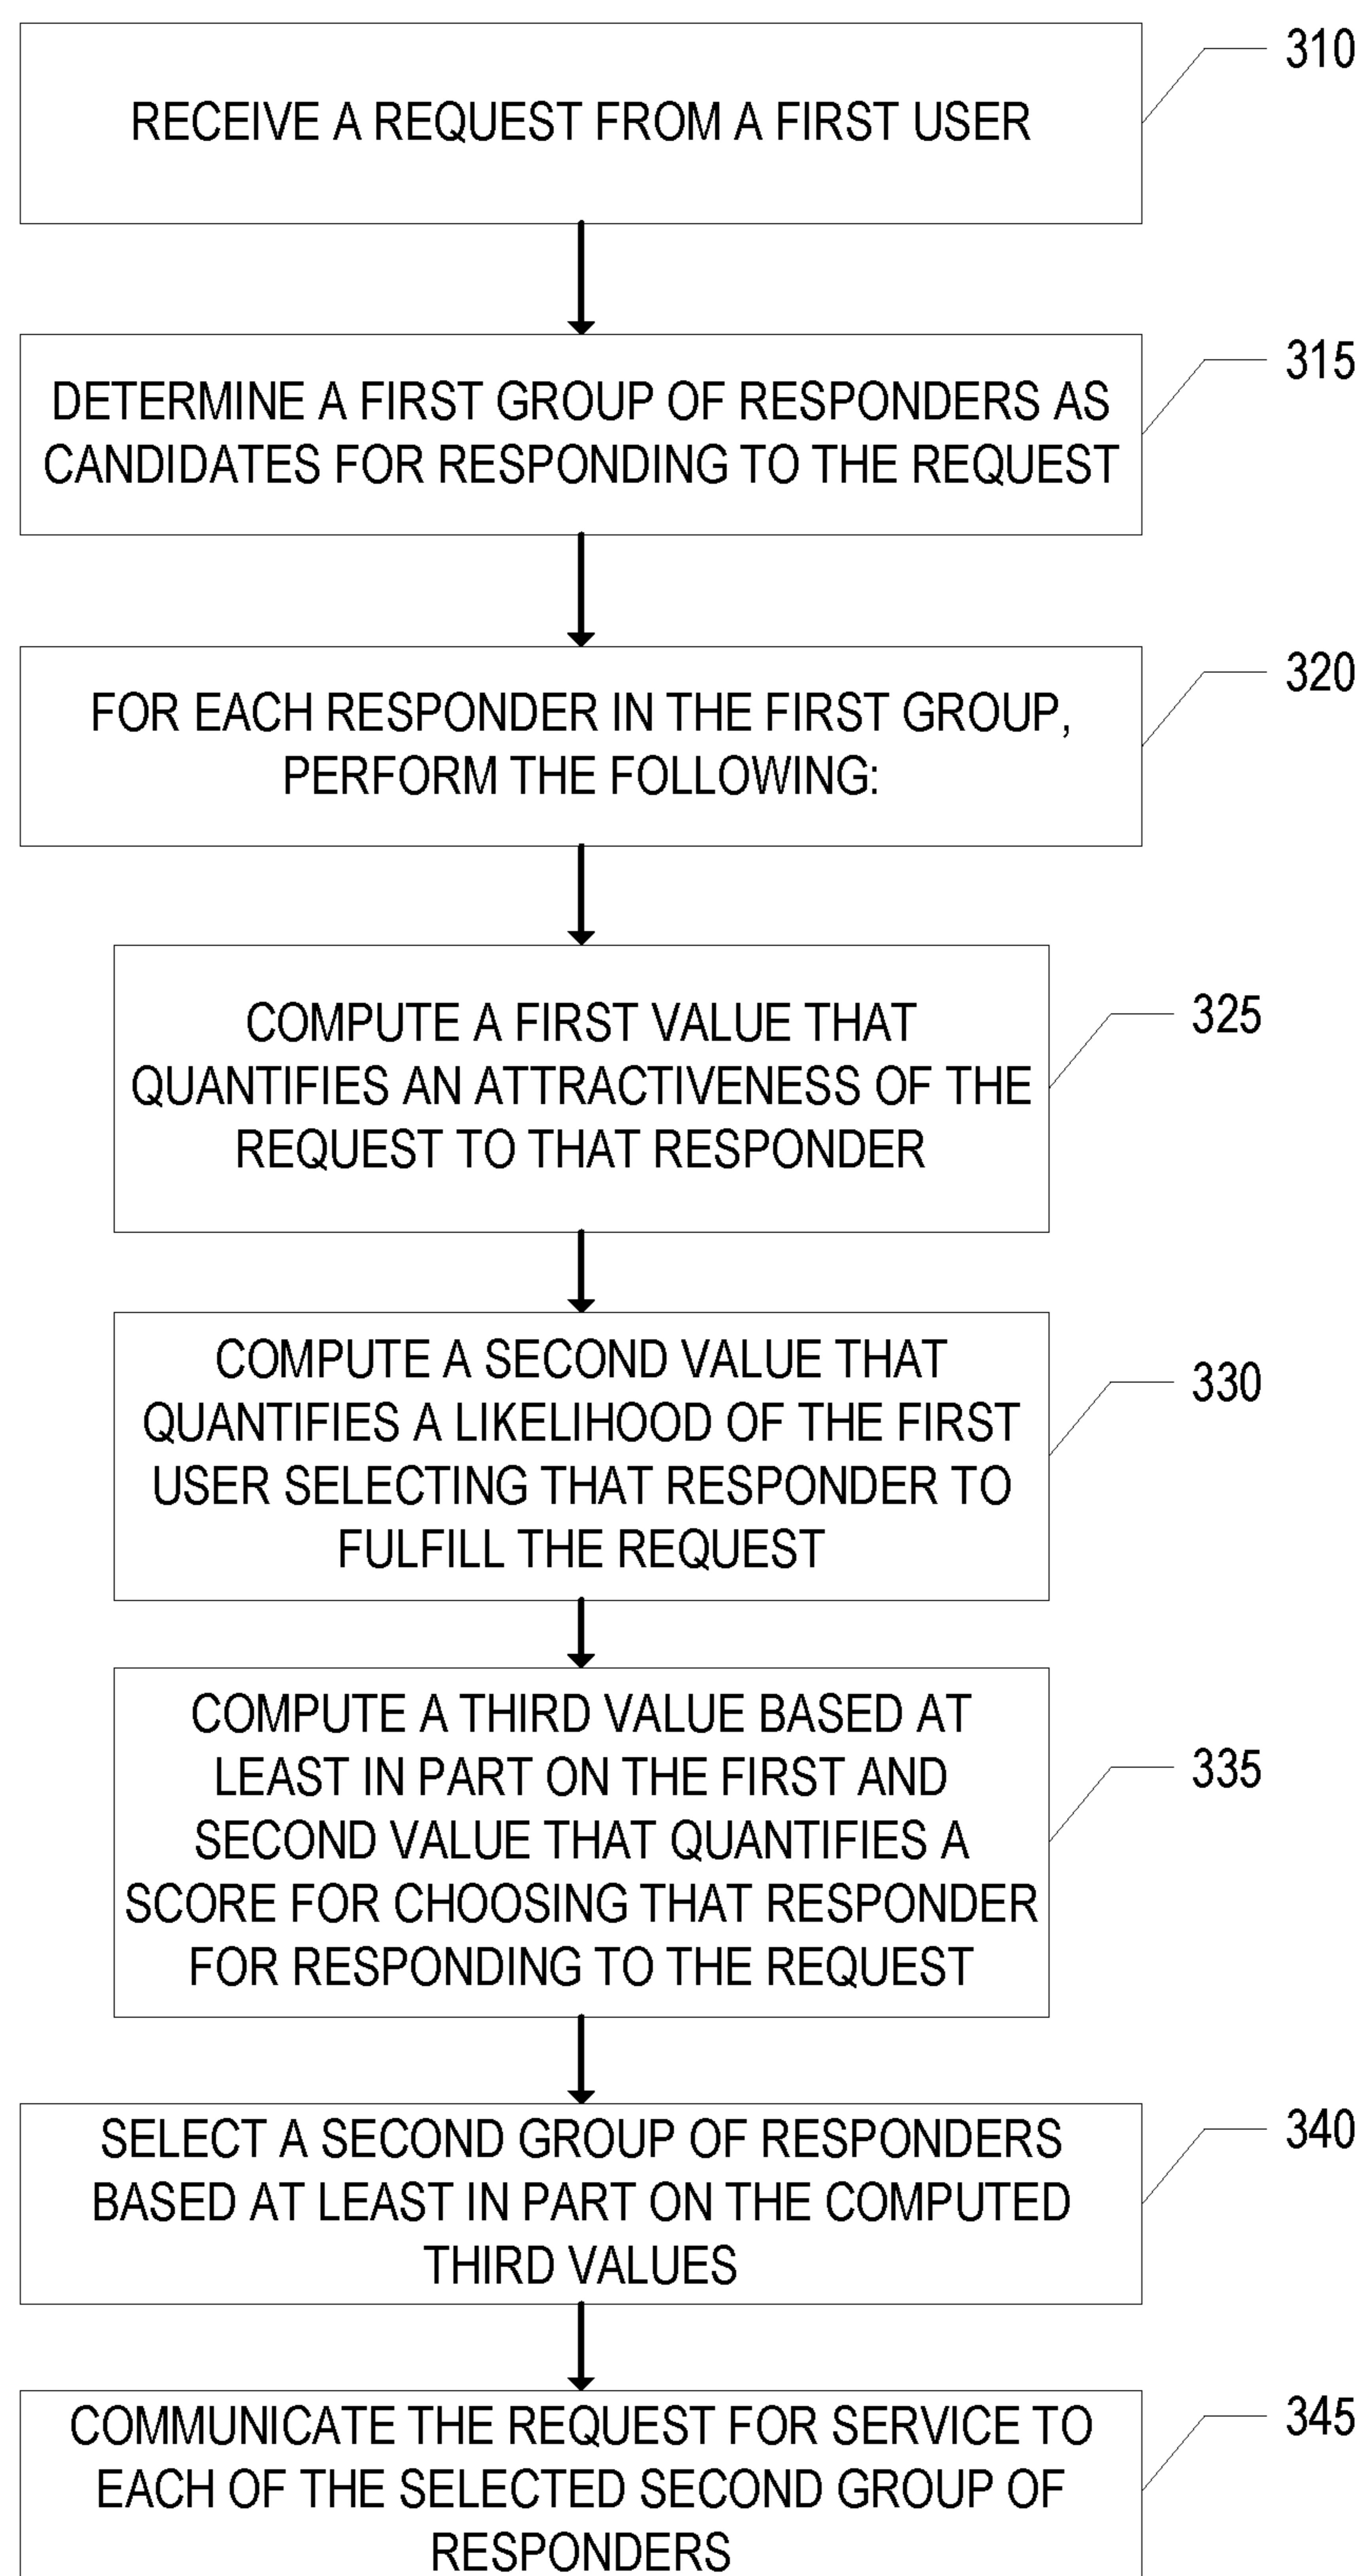 RECEIVE A REQUEST FROM A FIRST USER
310
DETERMINE A FIRST GROUP OF RESPONDERS AS
CANDIDATES FOR RESPONDING TO THE REQUEST
315
FOR EACH RESPONDER IN THE FIRST GROUP,
PERFORM THE FOLLOWING:
320
COMPUTE A FIRST VALUE THAT
QUANTIFIES AN ATTRACTIVENESS OF THE
REQUEST TO THAT RESPONDER
325
COMPUTE A SECOND VALUE THAT
QUANTIFIES A LIKELIHOOD OF THE FIRST
USER SELECTING THAT RESPONDER TO
FULFILL THE REQUEST
330
COMPUTE A THIRD VALUE BASED AT
LEAST IN PART ON THE FIRST AND
SECOND VALUE THAT QUANTIFIES A
SCORE FOR CHOOSING THAT RESPONDER
FOR RESPONDING TO THE REQUEST
335
SELECT A SECOND GROUP OF RESPONDERS
BASED AT LEAST IN PART ON THE COMPUTED
THIRD VALUES
340
COMMUNICATE THE REQUEST FOR SERVICE TO
EACH OF THE SELECTED SECOND GROUP OF
RESPONDERS
345